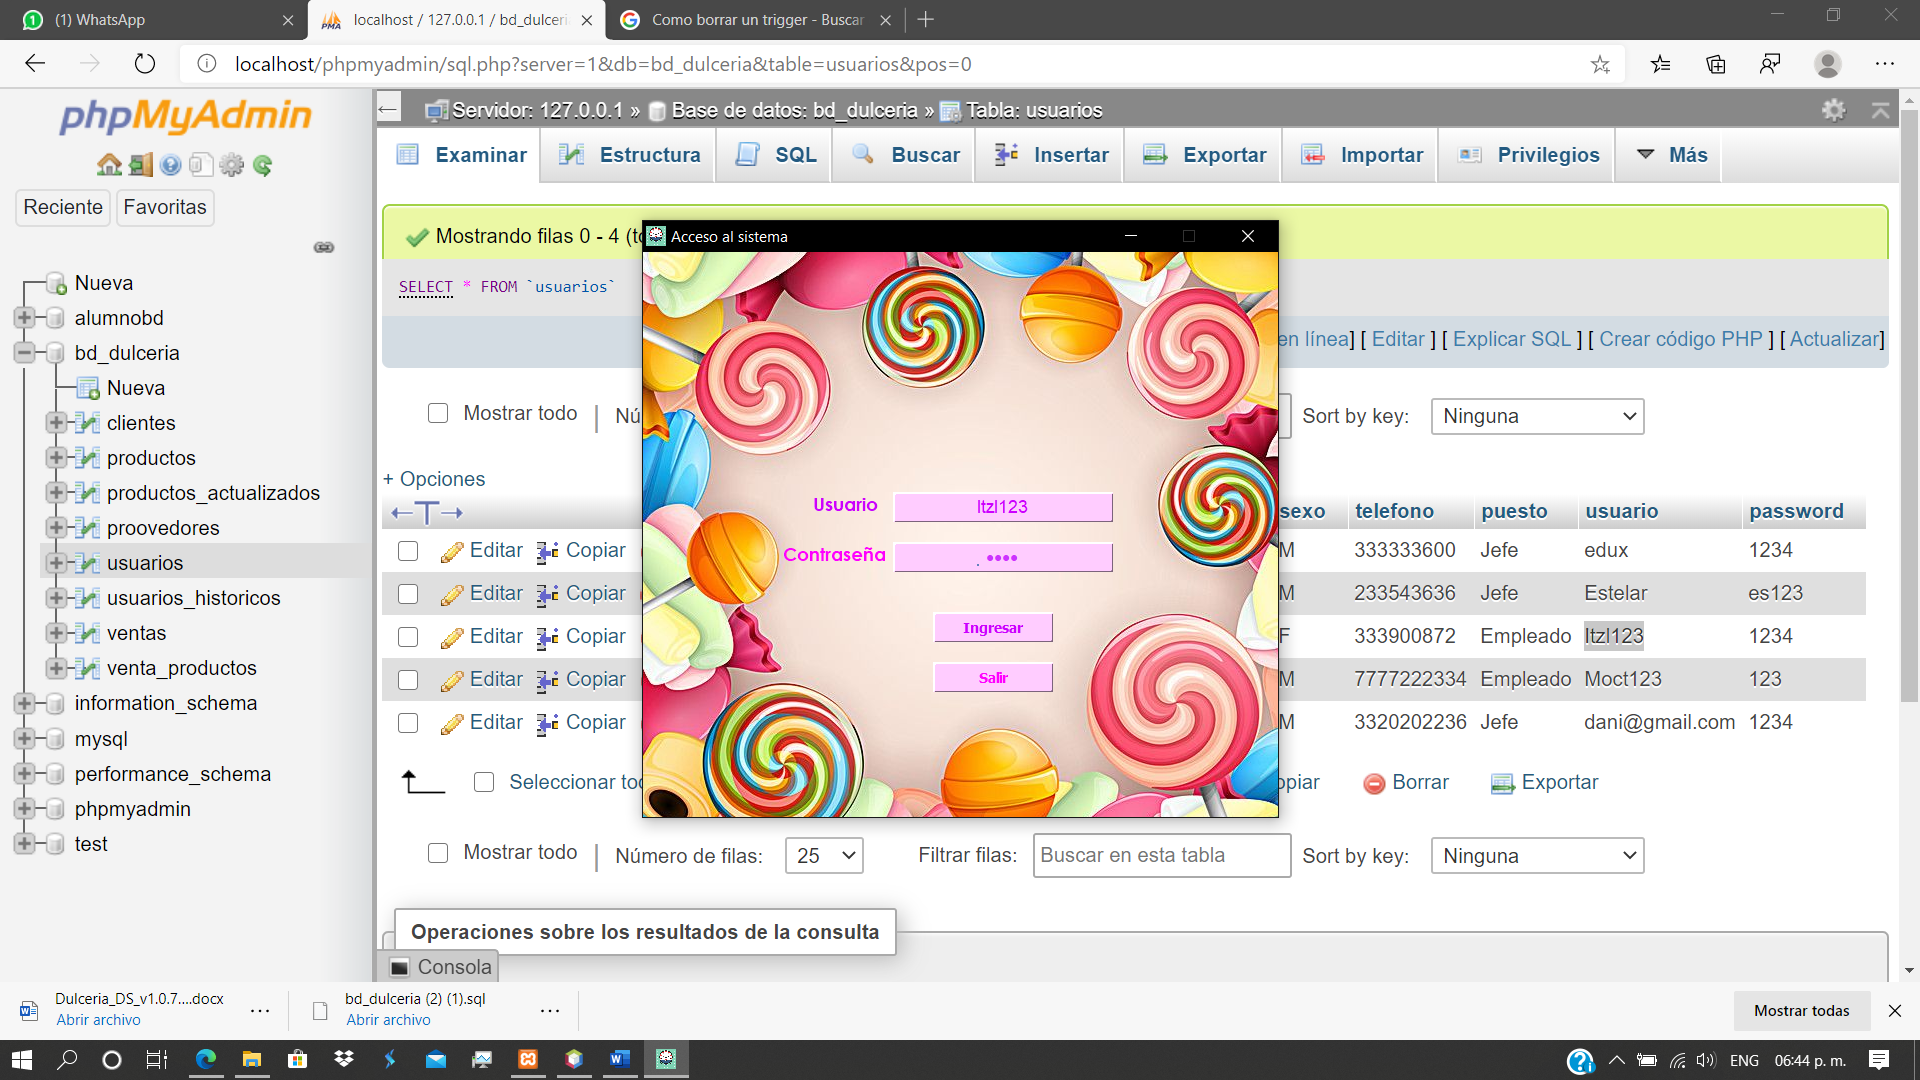 (1) WhatsApp
localhost / 127.0.0.1 / bd_dulceri
Como borrar un trigger - Buscar
localhost/phpmyadmin/sql.php?server=1&db=bd_dulceria&table=usuarios&pos=0
phpMyAdmin
Reciente
Favoritas
Nueva
alumnobd
bd_dulceria
Nueva
clientes
productos
productos_actualizados
proovedores
usuarios
usuarios_historicos
ventas
venta_productos
information_schema
mysql
performance_schema
phpmyadmin
test
Servidor: 127.0.0.1 » Base de datos: bd_dulceria » Tabla: usuarios
Examinar Estructura SQL Buscar Insertar Exportar Importar Privilegios Más
Mostrando filas 0 - 4 (to
SELECT * FROM `usuarios`
en línea] [ Editar ] [ Explicar SQL ] [ Crear código PHP ] [ Actualizar]
Mostrar todo | Nú
Sort by key: Ninguna
+ Opciones
sexo telefono puesto usuario password
Editar Copiar M 333333600 Jefe edux 1234
Editar Copiar M 233543636 Jefe Estelar es123
Editar Copiar F 333900872 Empleado Itzl123 1234
Editar Copiar M 7777222334 Empleado Moct123 123
Editar Copiar M 3320202236 Jefe dani@gmail.com 1234
Seleccionar to
opiar Borrar Exportar
Mostrar todo | Número de filas: 25 Filtrar filas: Buscar en esta tabla Sort by key: Ninguna
Operaciones sobre los resultados de la consulta
Consola
Acceso al sistema
Usuario Itzl123
Contraseña . ••••
Ingresar
Salir
Dulceria_DS_v1.0.7....docx
Abrir archivo
bd_dulceria (2) (1).sql
Abrir archivo
Mostrar todas
ENG 06:44 p. m.